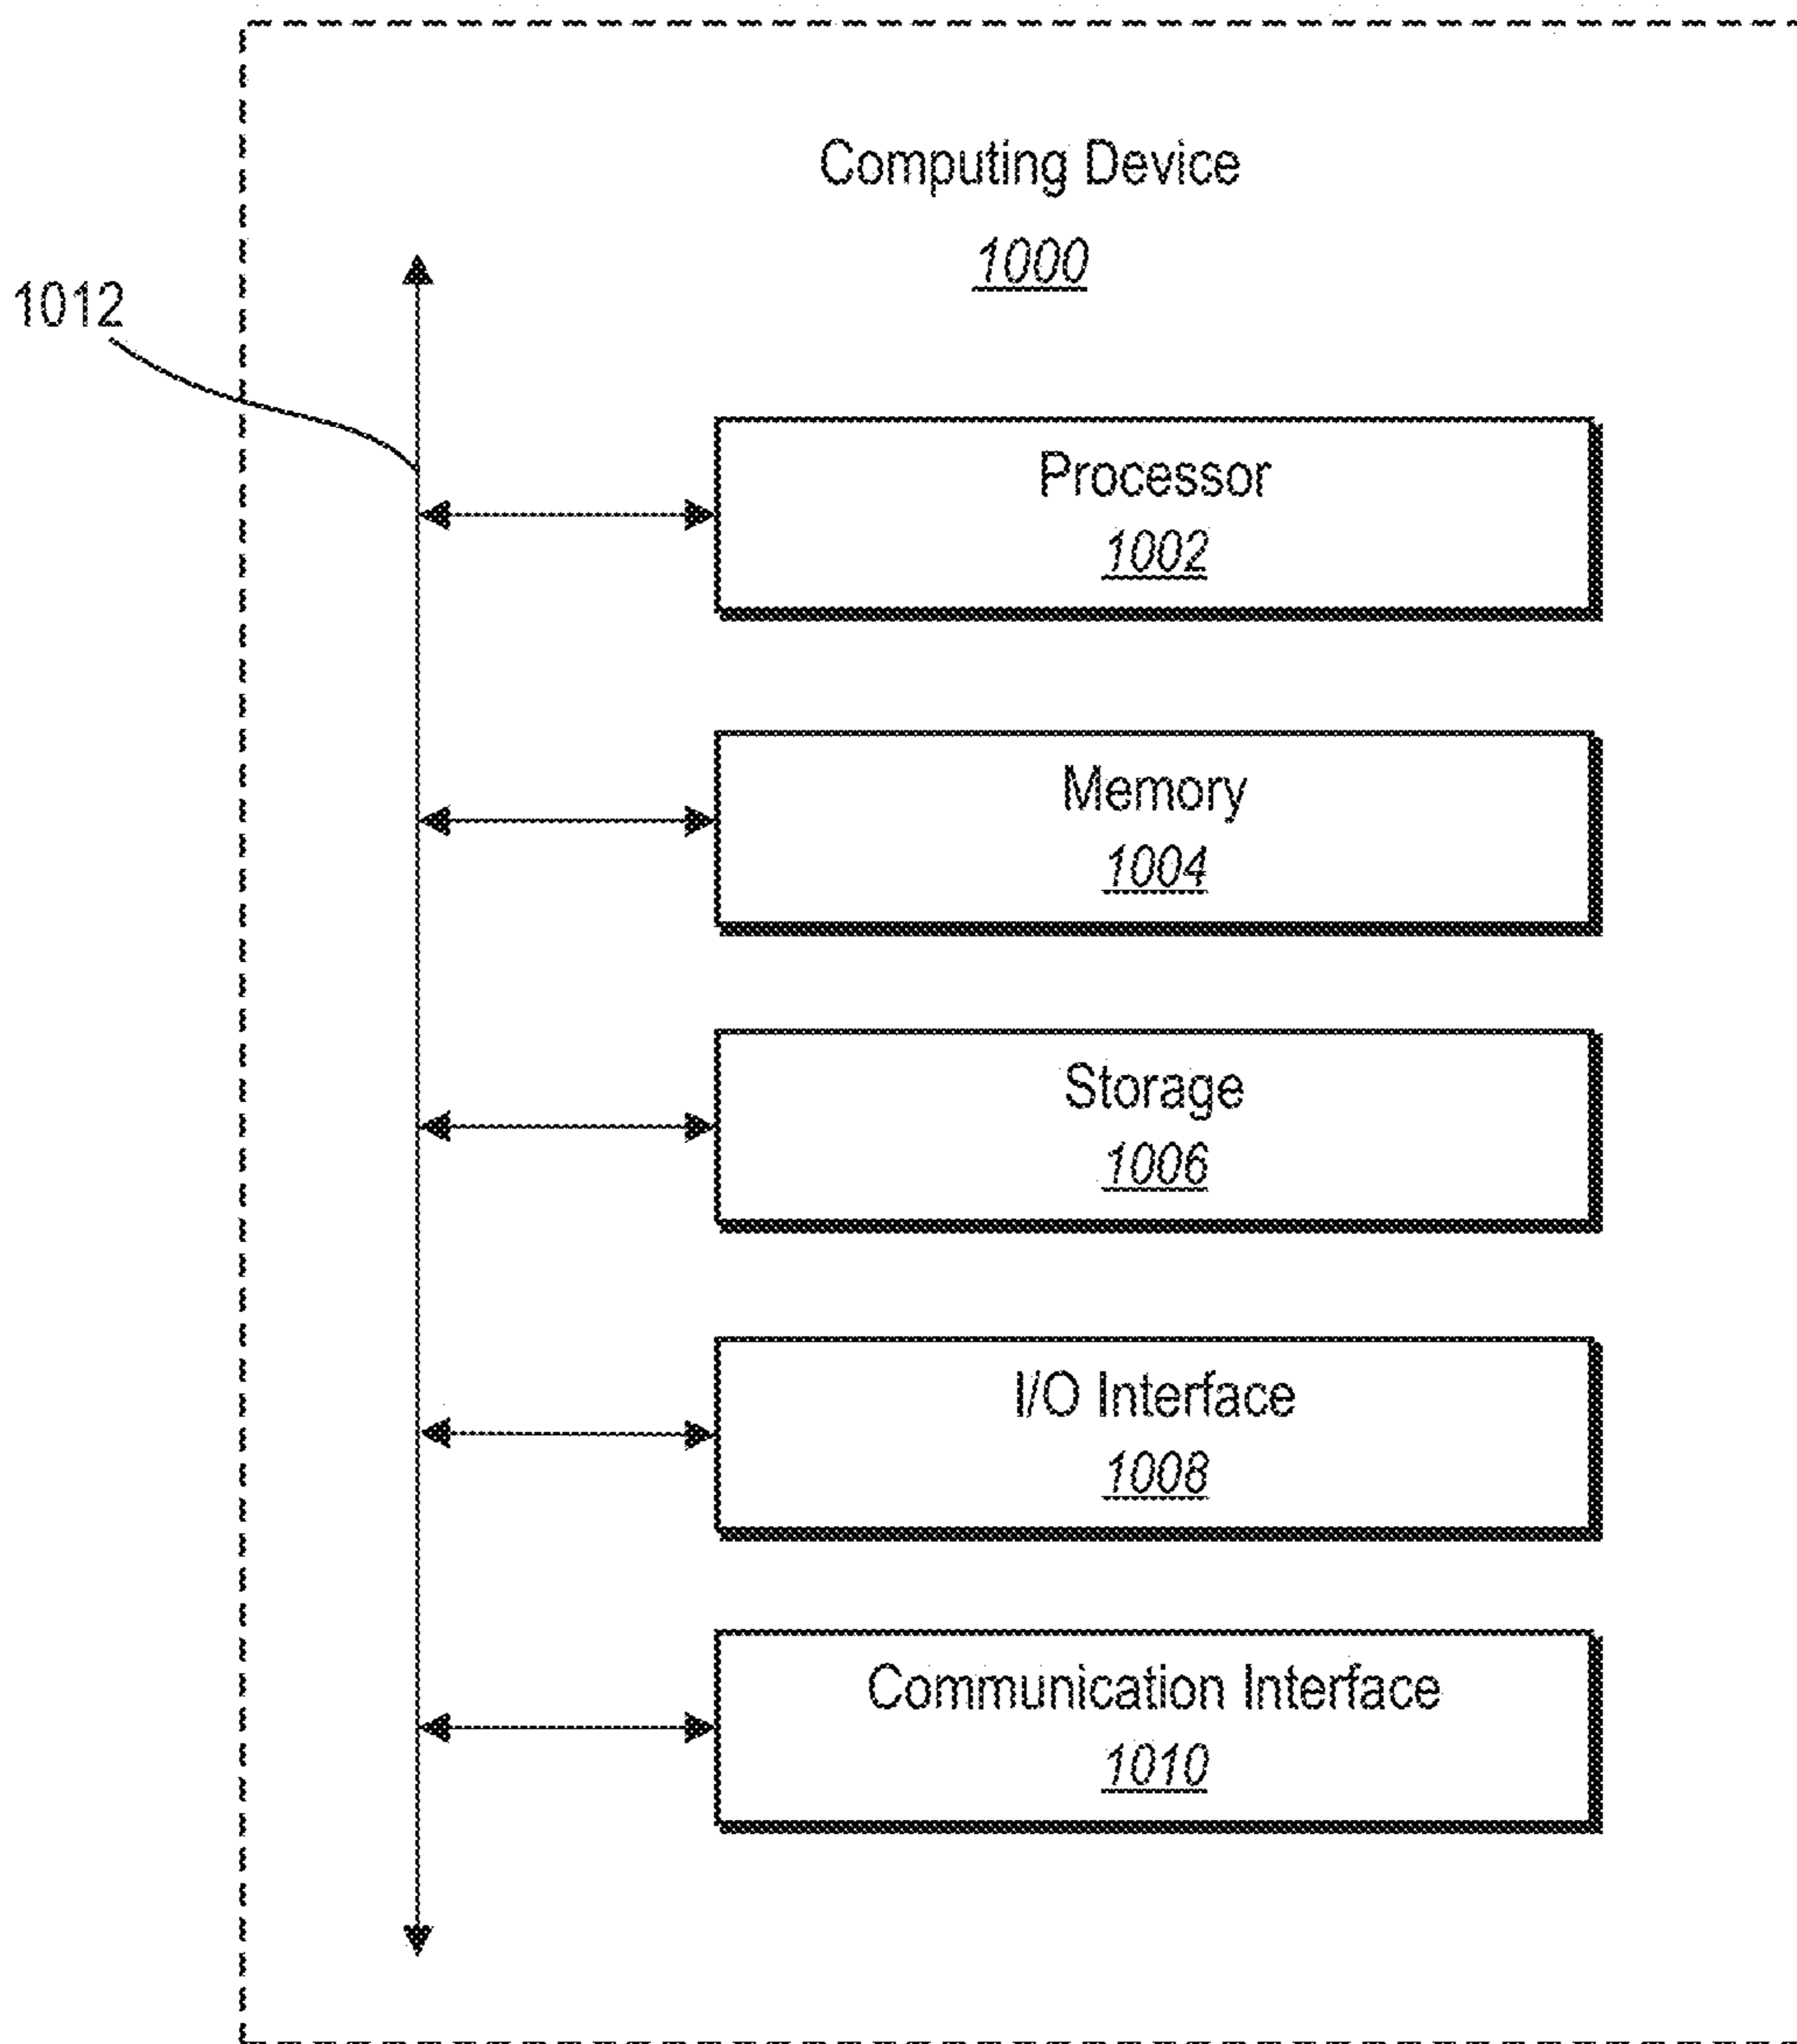 Computing Device
1000
1012
Processor
1002
Memory
1004
Storage
1006
I/O Interface
1008
Communication Interface
1010